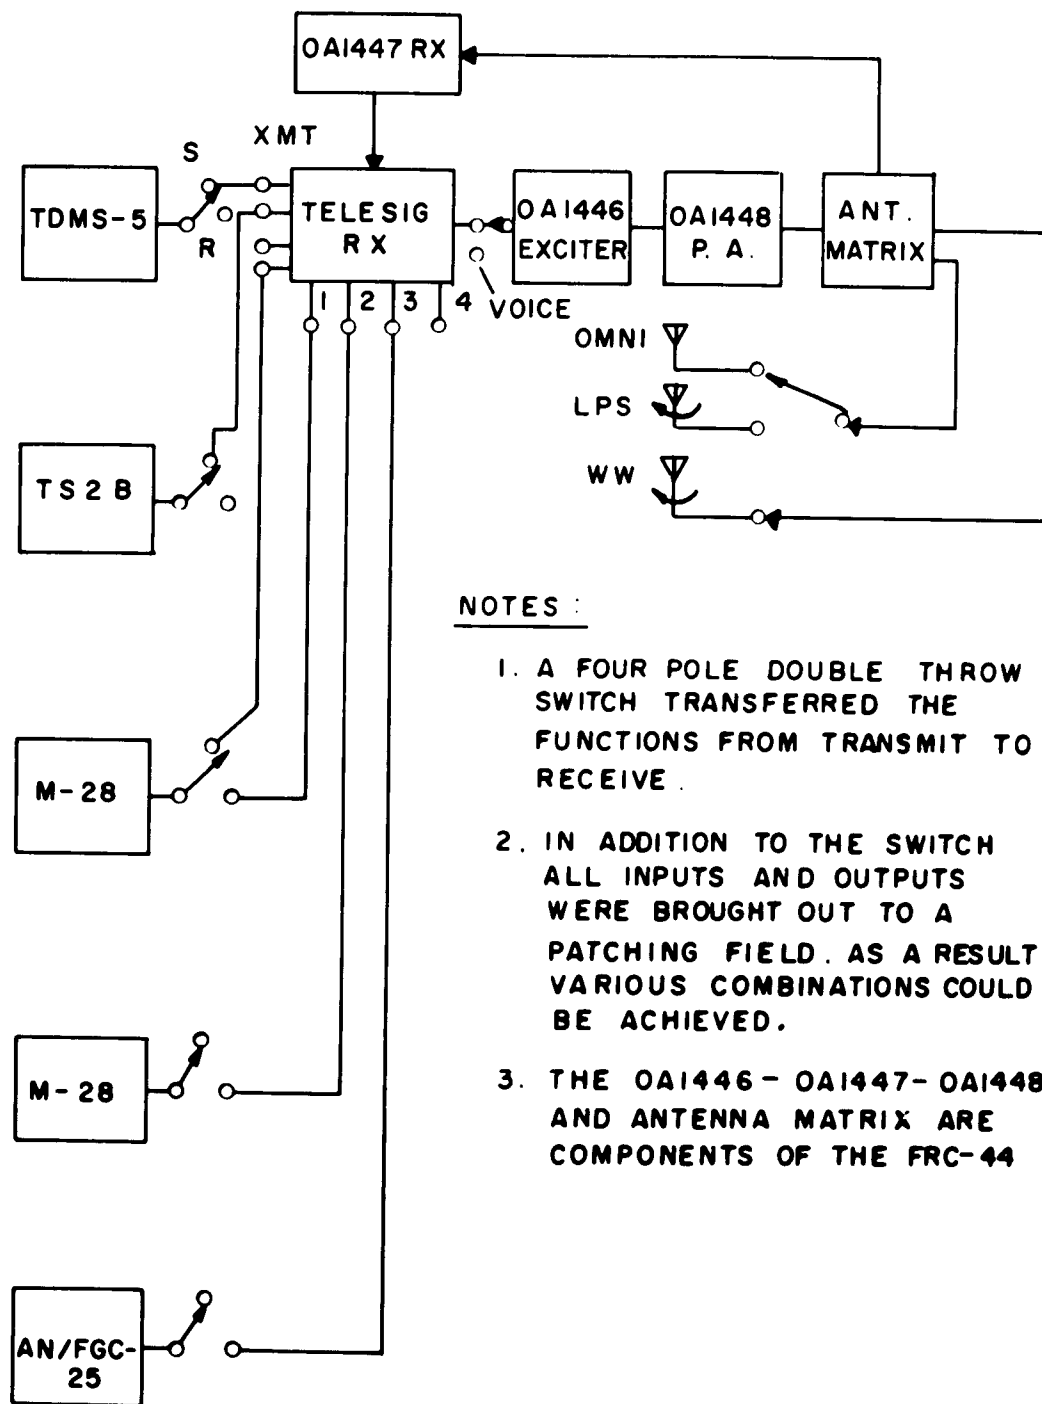 OA1447 RX
XMT
S
R
TDMS-5
TELESIG
RX
OA1446
EXCITER
OA1448
P. A.
ANT.
MATRIX
1 2 3 4
VOICE
OMNI
LPS
WW
TS2 B
M-28
M-28
AN/FGC-
25
NOTES :
1. A FOUR POLE DOUBLE THROW
SWITCH TRANSFERRED THE
FUNCTIONS FROM TRANSMIT TO
RECEIVE.
2. IN ADDITION TO THE SWITCH
ALL INPUTS AND OUTPUTS
WERE BROUGHT OUT TO A
PATCHING FIELD. AS A RESULT
VARIOUS COMBINATIONS COULD
BE ACHIEVED.
3. THE OA1446- OA1447- OA1448
AND ANTENNA MATRIX ARE
COMPONENTS OF THE FRC-44